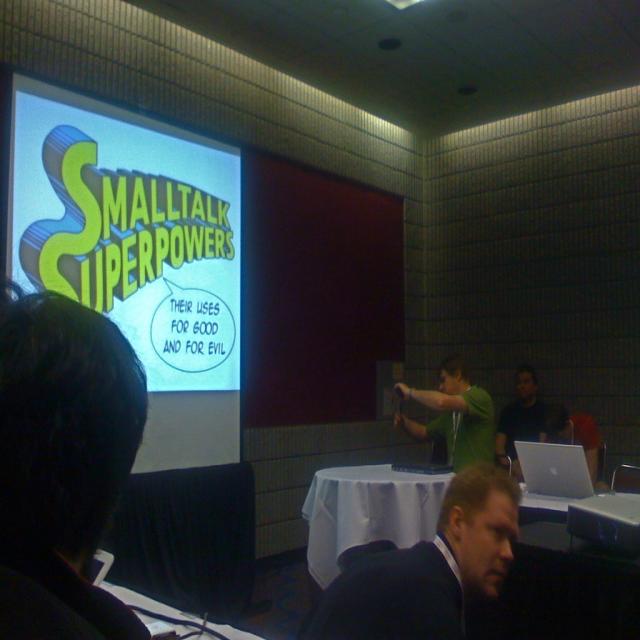 SMALLTALK
SUPERPOWERS
THEIR USES
FOR GOOD
AND FOR EVIL